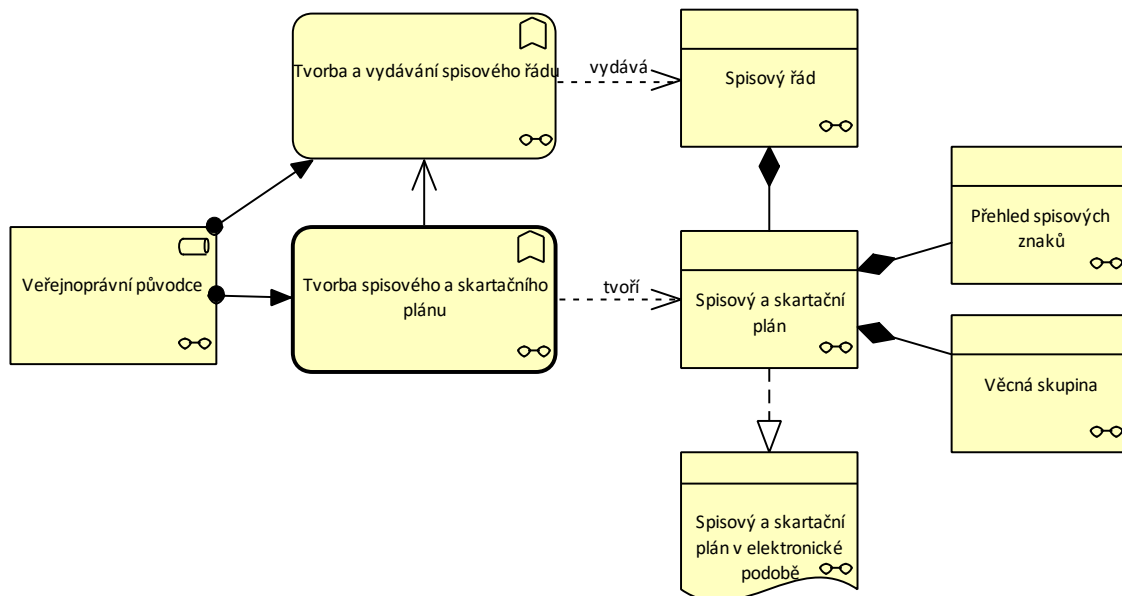 Tvorba a vydávání spisového řádu
vydává
Spisový řád
Přehled spisových
znaků
Veřejnoprávní původce
Tvorba spisového a skartačního
plánu
tvoří
Spisový a skartační
plán
Věcná skupina
Spisový a skartační
plán v elektronické
podobě